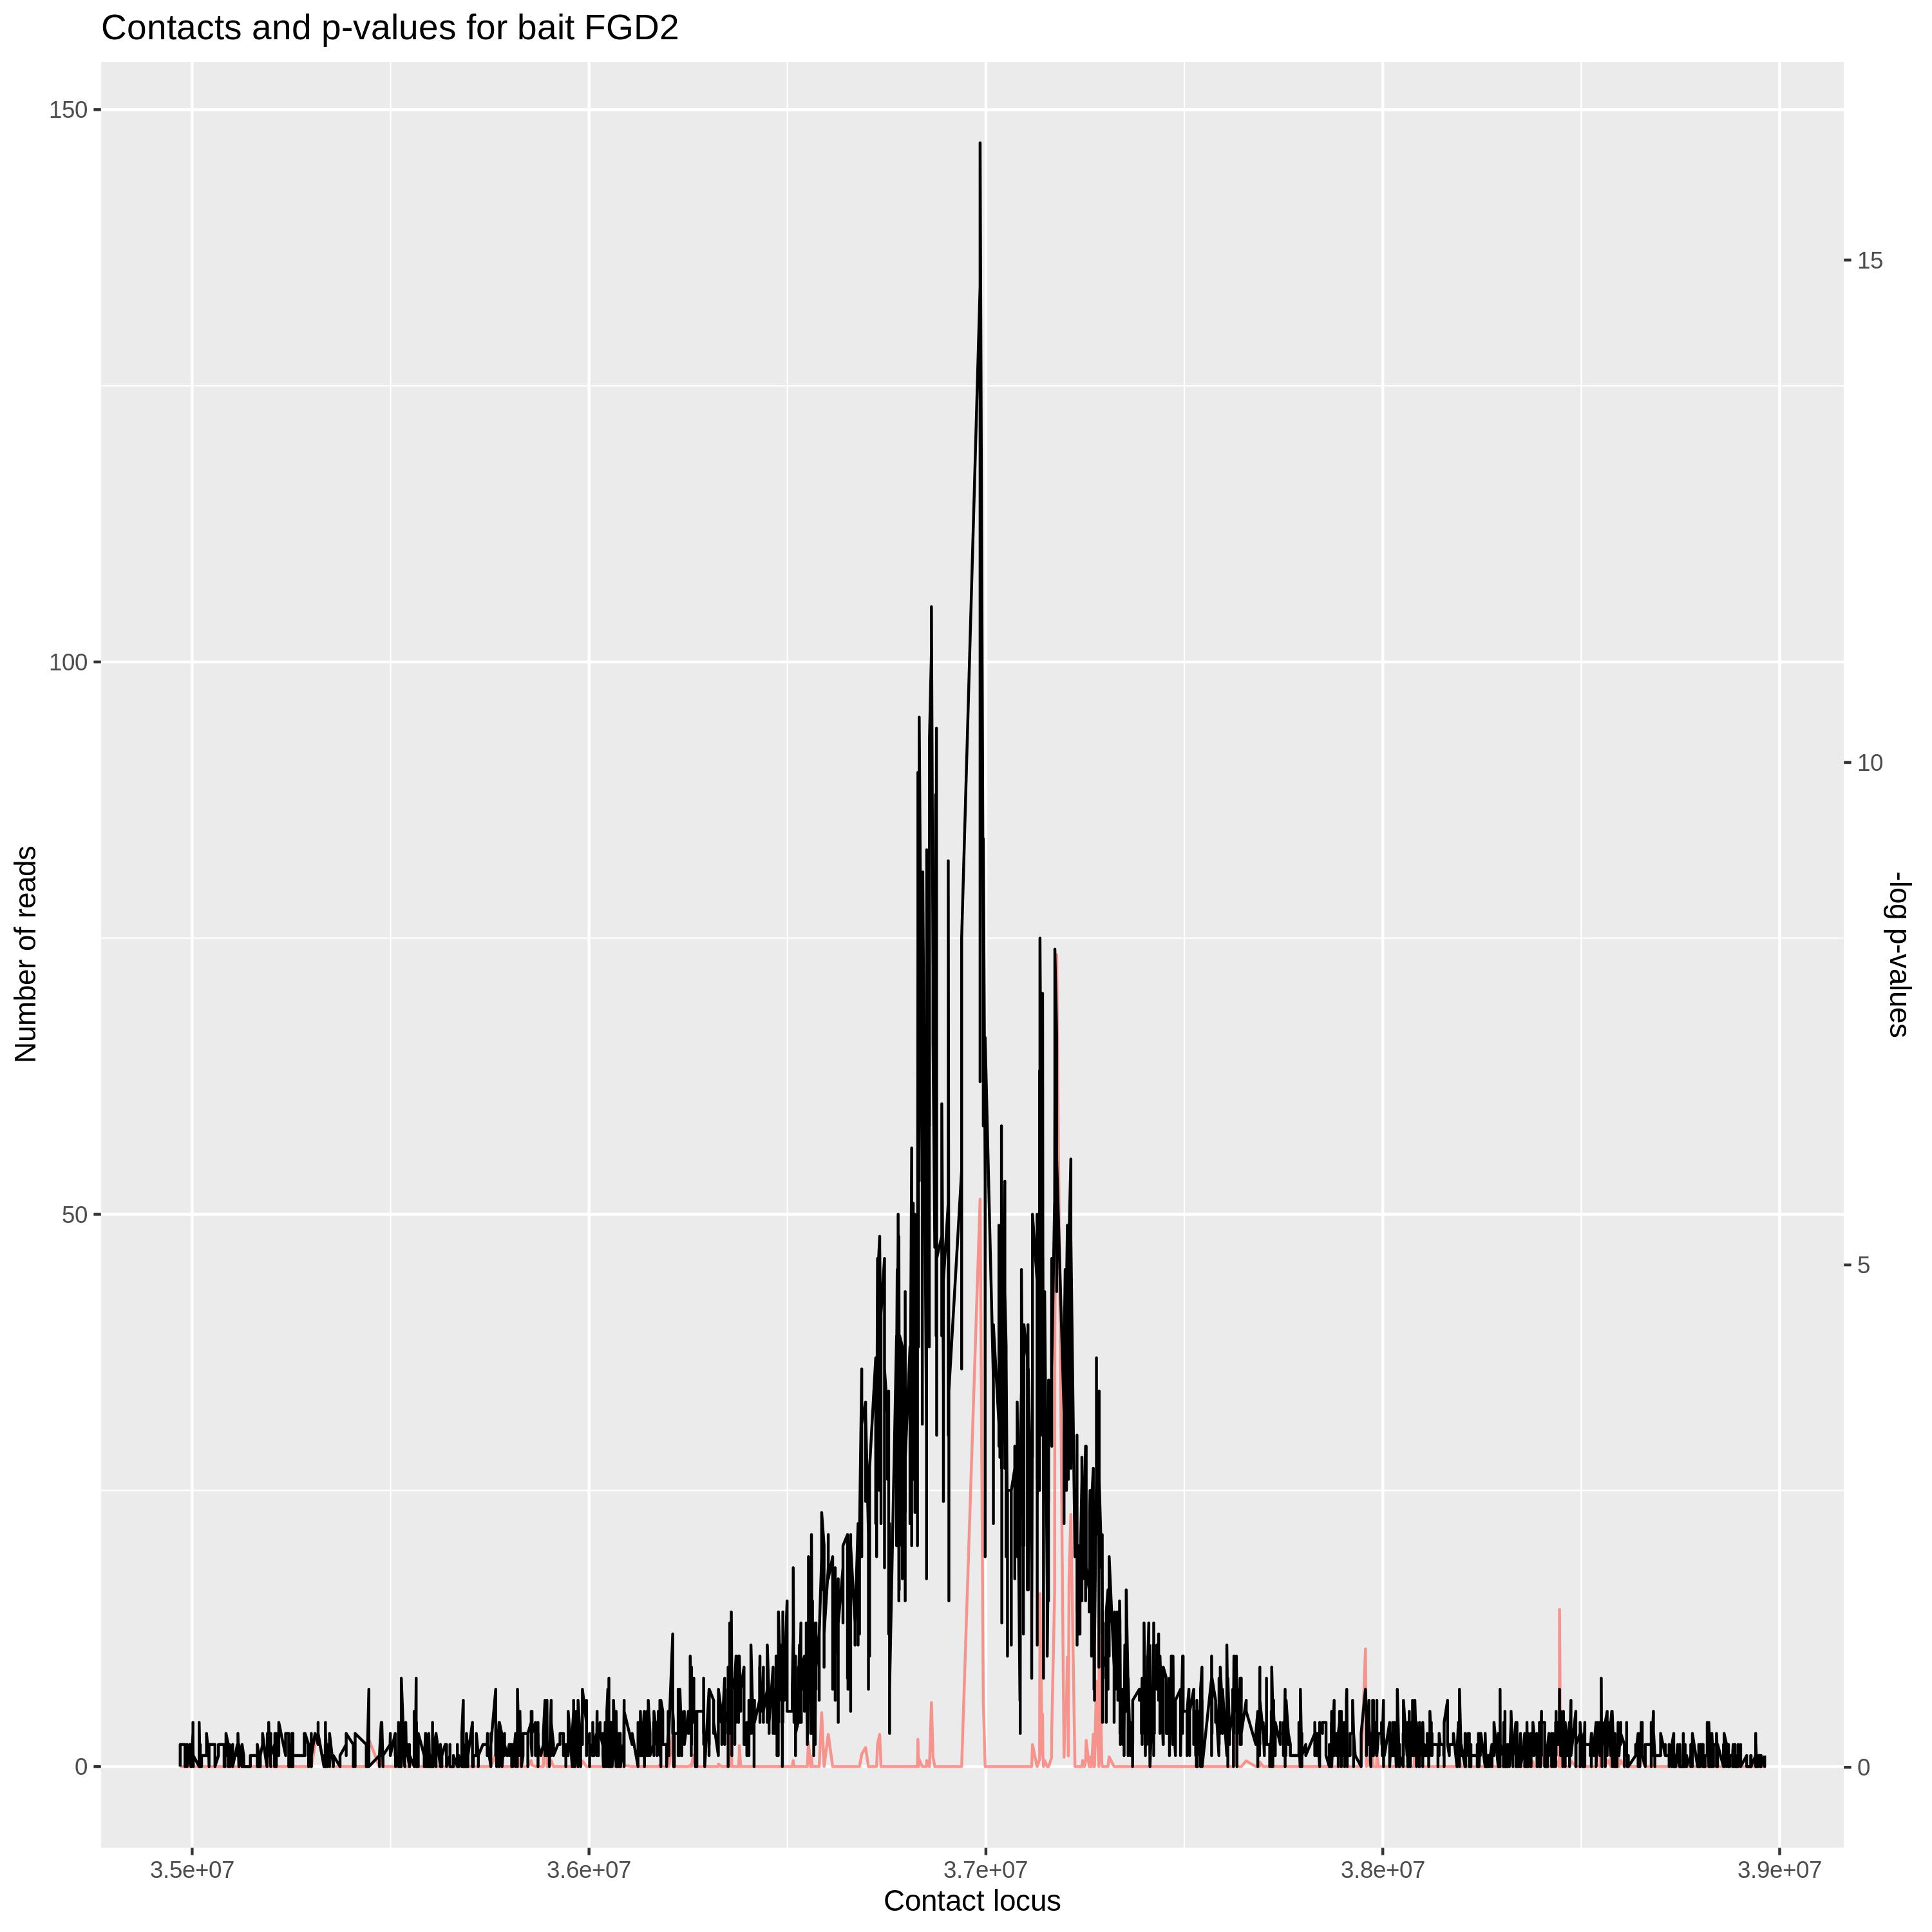 Contacts and p-values for bait FGD2
150
100
50
0
Number of reads
15
10
5
0
-log p-values
3.5e+07
3.6e+07
3.7e+07
3.8e+07
3.9e+07
Contact locus